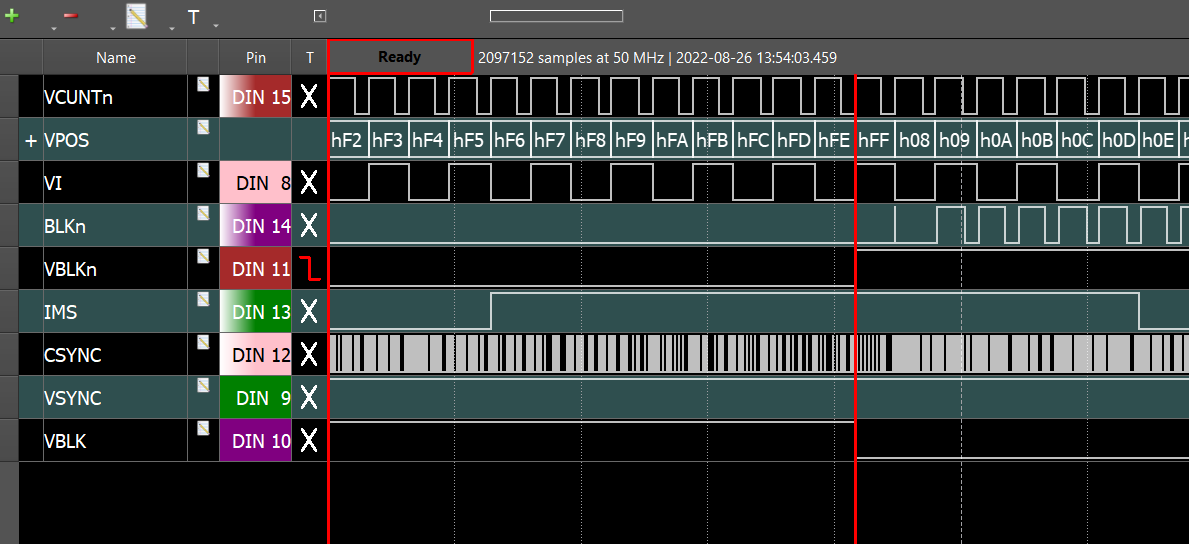 T
Name Pin T Ready 2097152 samples at 50 MHz | 2022-08-26 13:54:03.459
VCUNTn DIN 15 X
+ VPOS hF2 hF3 hF4 hF5 hF6 hF7 hF8 hF9 hFA hFB hFC hFD hFE hFF h08 h09 h0A h0B h0C h0D h0E
VI DIN 8 X
BLKn DIN 14 X
VBLKn DIN 11
IMS DIN 13 X
CSYNC DIN 12 X
VSYNC DIN 9 X
VBLK DIN 10 X